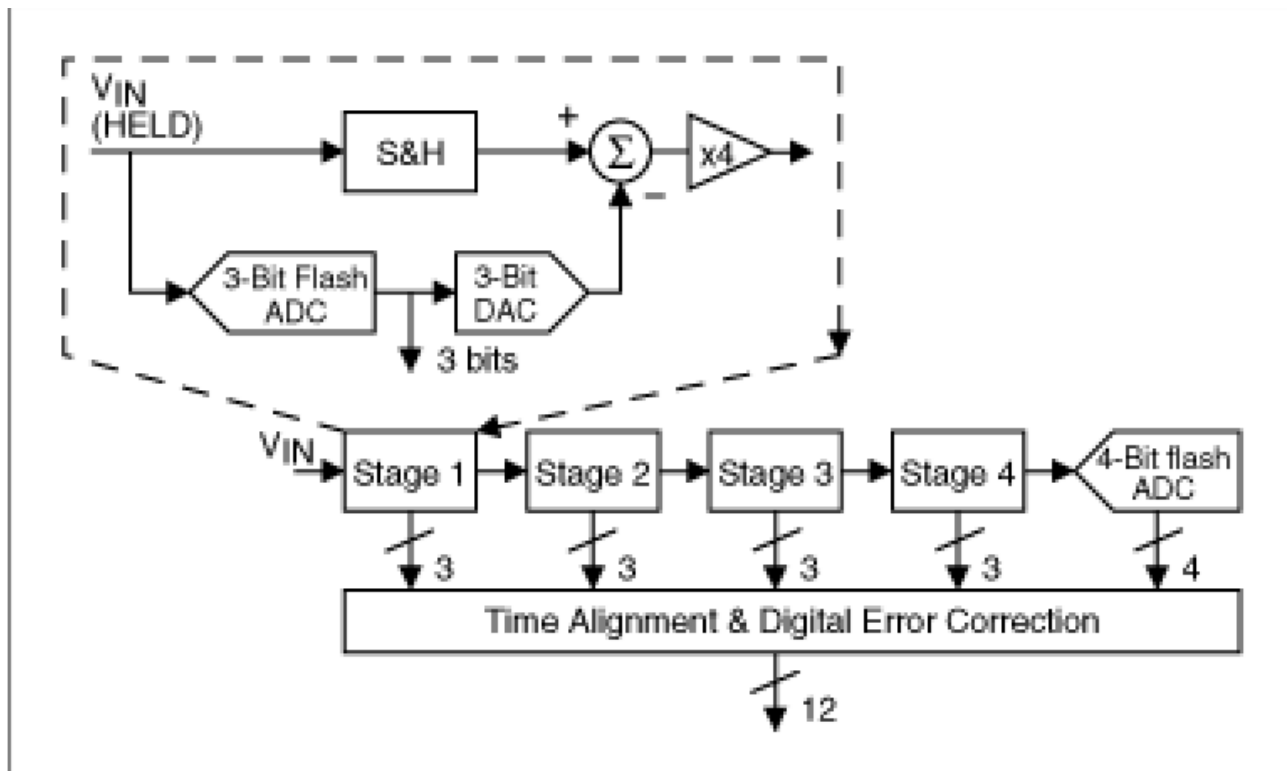 VIN
(HELD)
S&H
+
Σ
−
x4
3-Bit Flash
ADC
3-Bit
DAC
3 bits
VIN
Stage 1
Stage 2
Stage 3
Stage 4
4-Bit flash
ADC
3
3
3
3
4
Time Alignment & Digital Error Correction
12